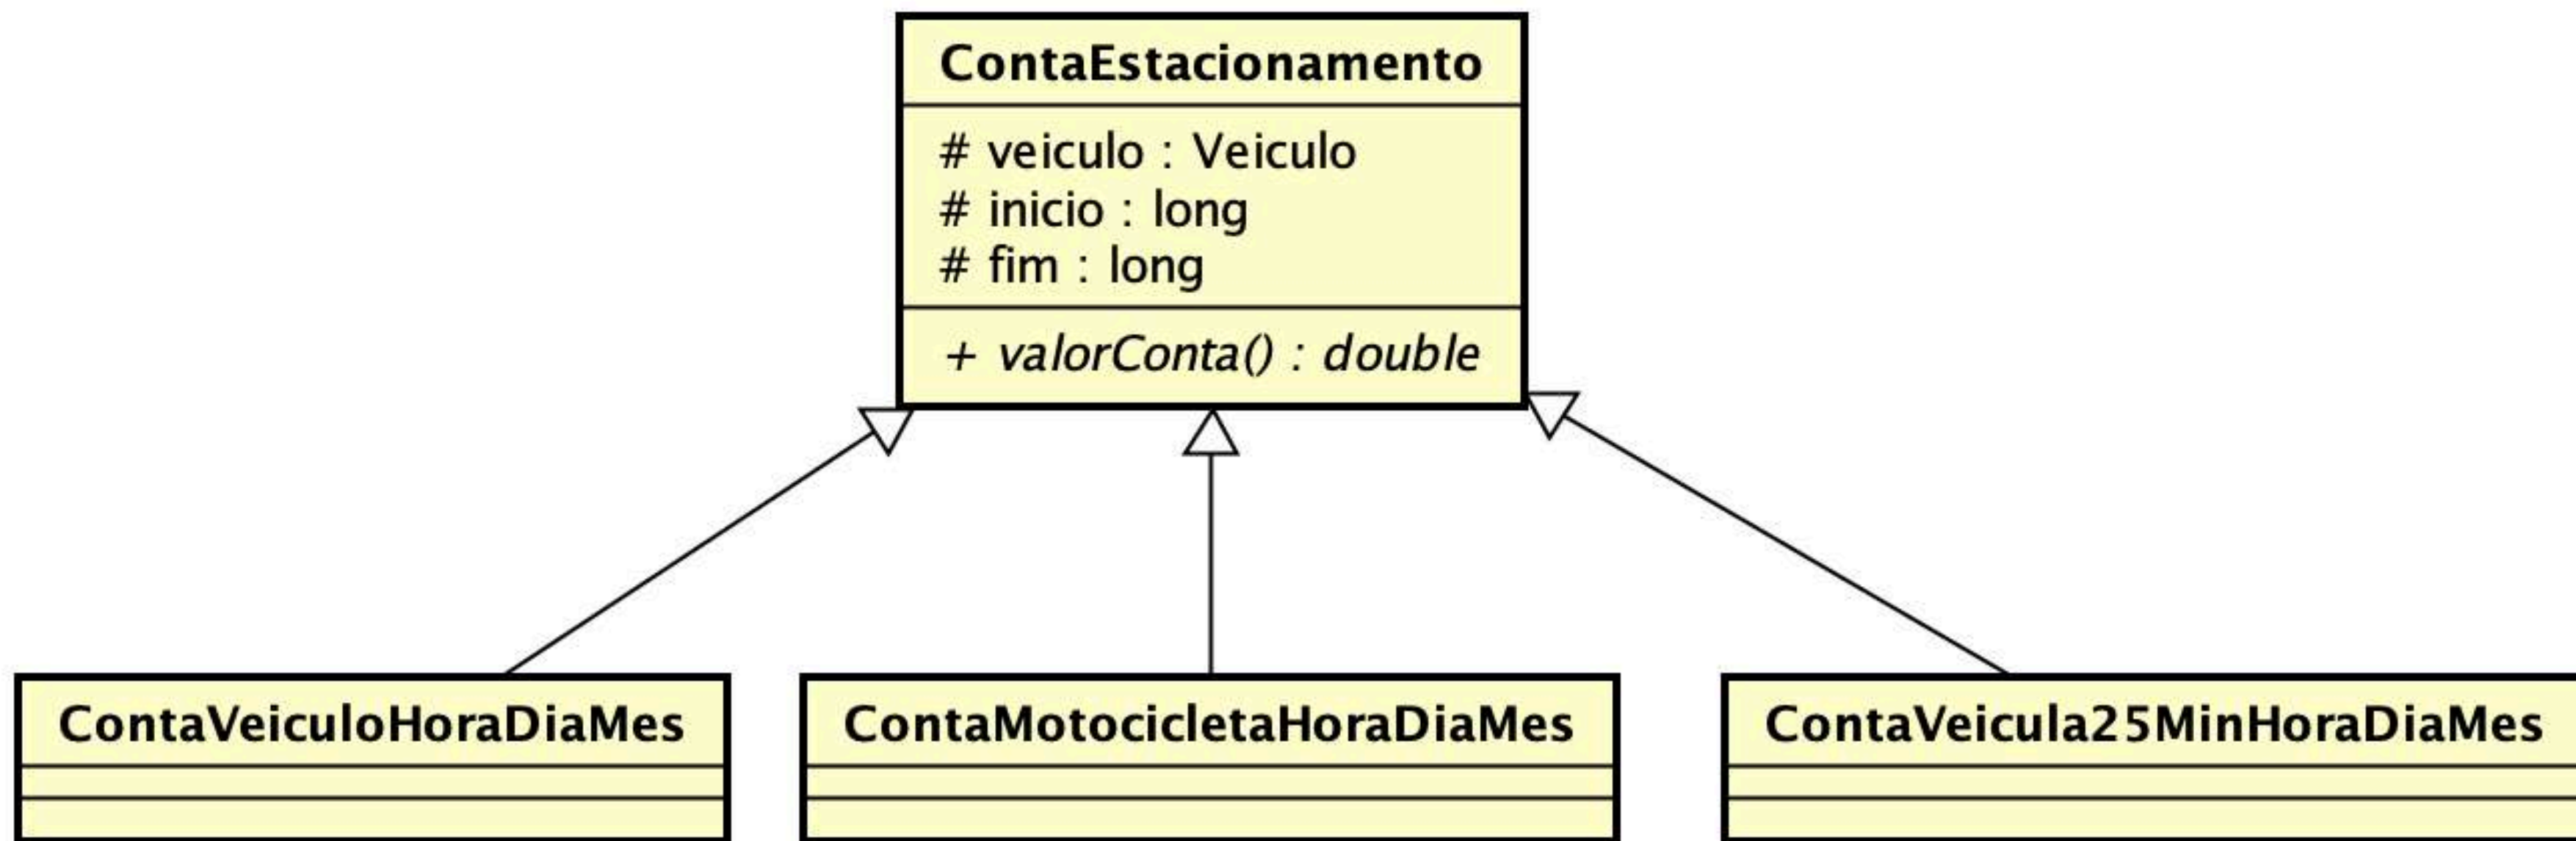 ContaEstacionamento
# veiculo : Veiculo
# inicio : long
# fim : long
+ valorConta() : double
ContaVeiculoHoraDiaMes
ContaMotocicletaHoraDiaMes
ContaVeicula25MinHoraDiaMes